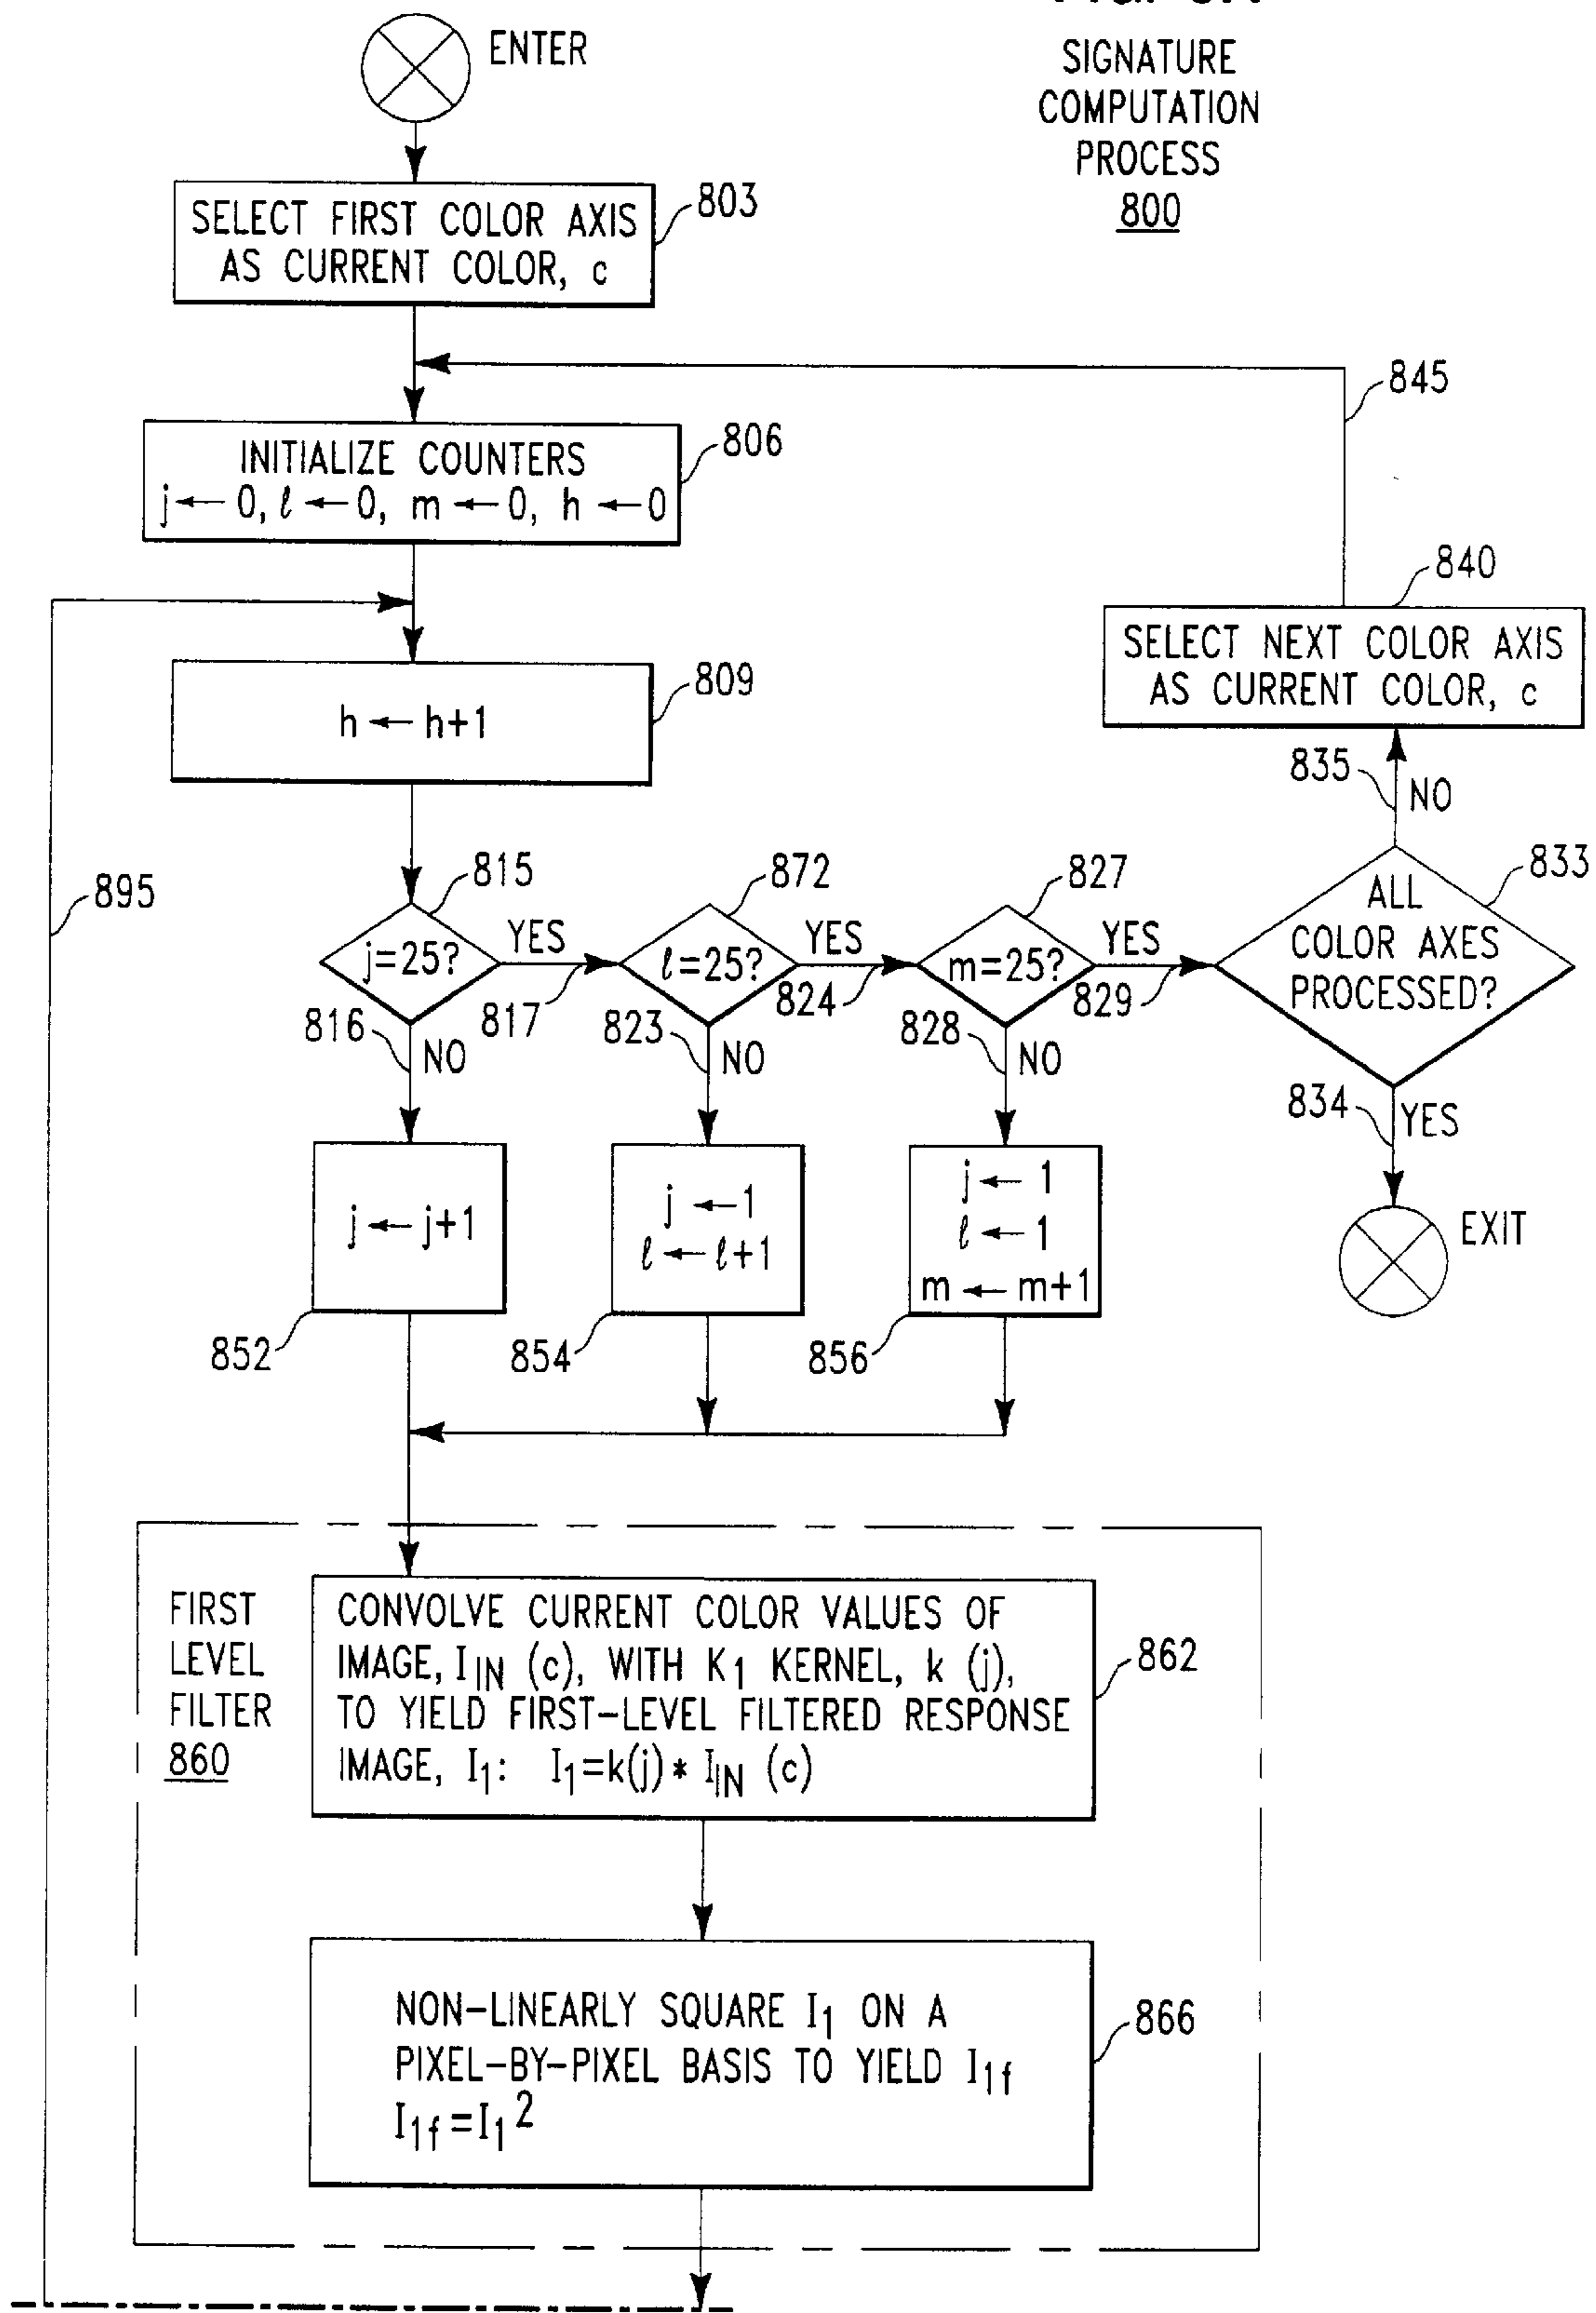 ENTER
SIGNATURE
COMPUTATION
PROCESS
800
SELECT FIRST COLOR AXIS
AS CURRENT COLOR, c
803
845
INITIALIZE COUNTERS
j←0, ℓ←0, m←0, h←0
806
840
SELECT NEXT COLOR AXIS
AS CURRENT COLOR, c
h←h+1
809
835
NO
895
815
j=25?
YES
817
872
ℓ=25?
YES
824
827
m=25?
YES
829
833
ALL
COLOR AXES
PROCESSED?
816
NO
823
NO
828
NO
834
YES
EXIT
j←j+1
852
j←1
ℓ←ℓ+1
854
j←1
ℓ←1
m←m+1
856
FIRST
LEVEL
FILTER
860
CONVOLVE CURRENT COLOR VALUES OF
IMAGE, I_IN (c), WITH K₁ KERNEL, k (j),
TO YIELD FIRST-LEVEL FILTERED RESPONSE
IMAGE, I₁: I₁=k(j)* I_IN (c)
862
NON-LINEARLY SQUARE I₁ ON A
PIXEL-BY-PIXEL BASIS TO YIELD I_1f
I_1f=I₁²
866